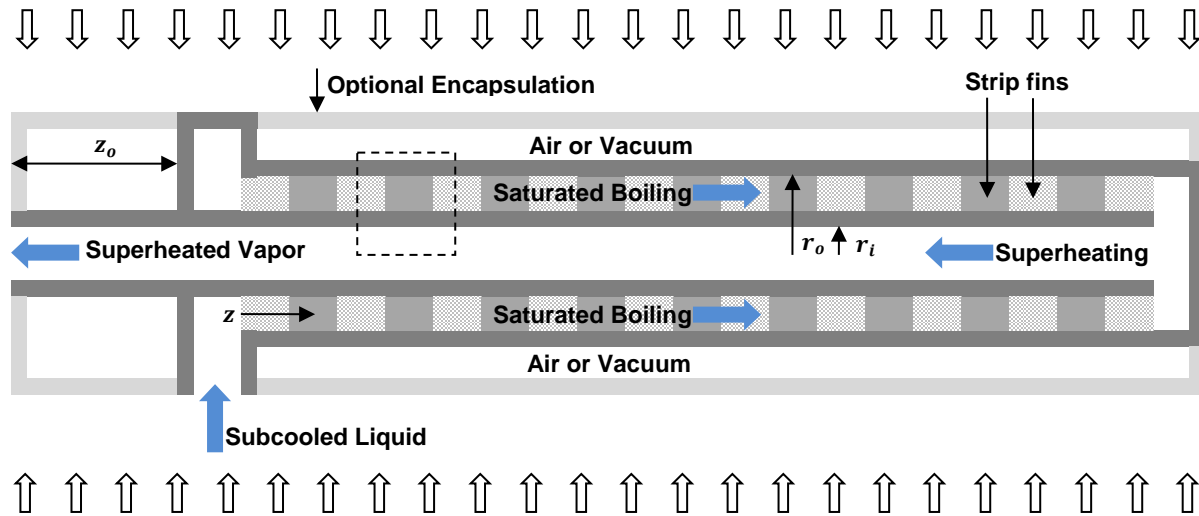 Optional Encapsulation
Strip fins
z_o
Air or Vacuum
Saturated Boiling
Superheated Vapor
r_o
r_i
Superheating
z
Saturated Boiling
Air or Vacuum
Subcooled Liquid